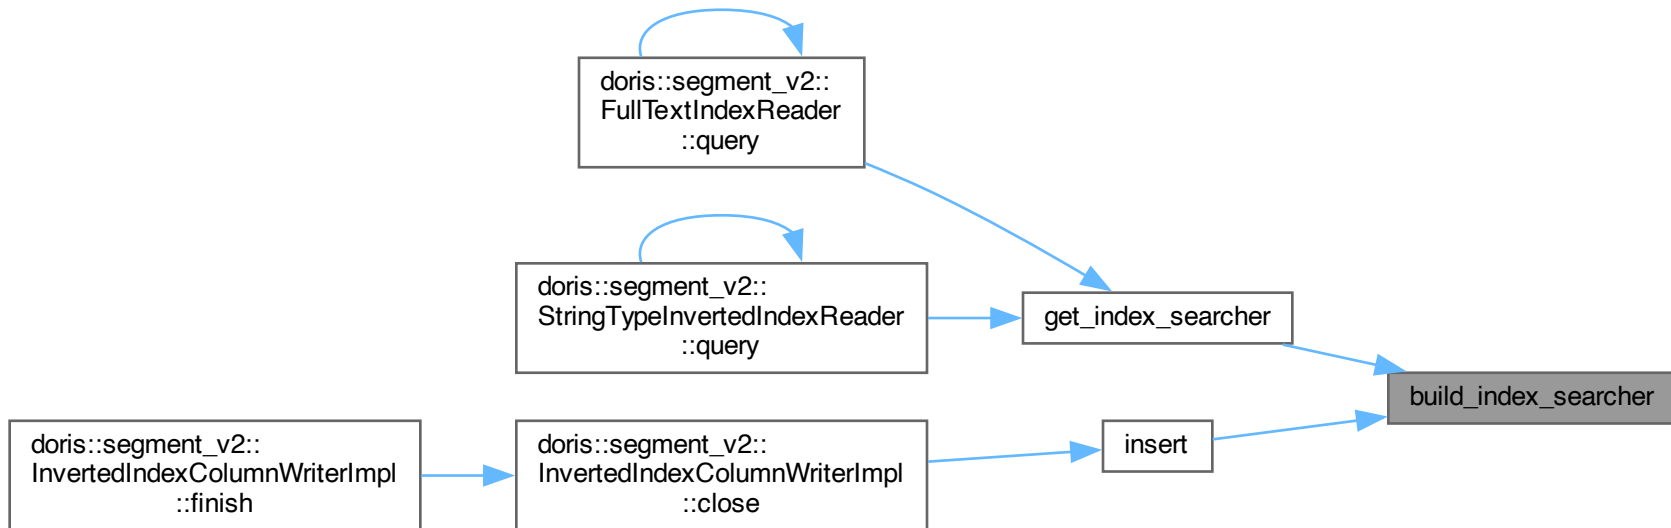 doris::segment_v2::
FullTextIndexReader
::query
doris::segment_v2::
StringTypeInvertedIndexReader
::query
get_index_searcher
build_index_searcher
doris::segment_v2::
InvertedIndexColumnWriterImpl
::finish
doris::segment_v2::
InvertedIndexColumnWriterImpl
::close
insert